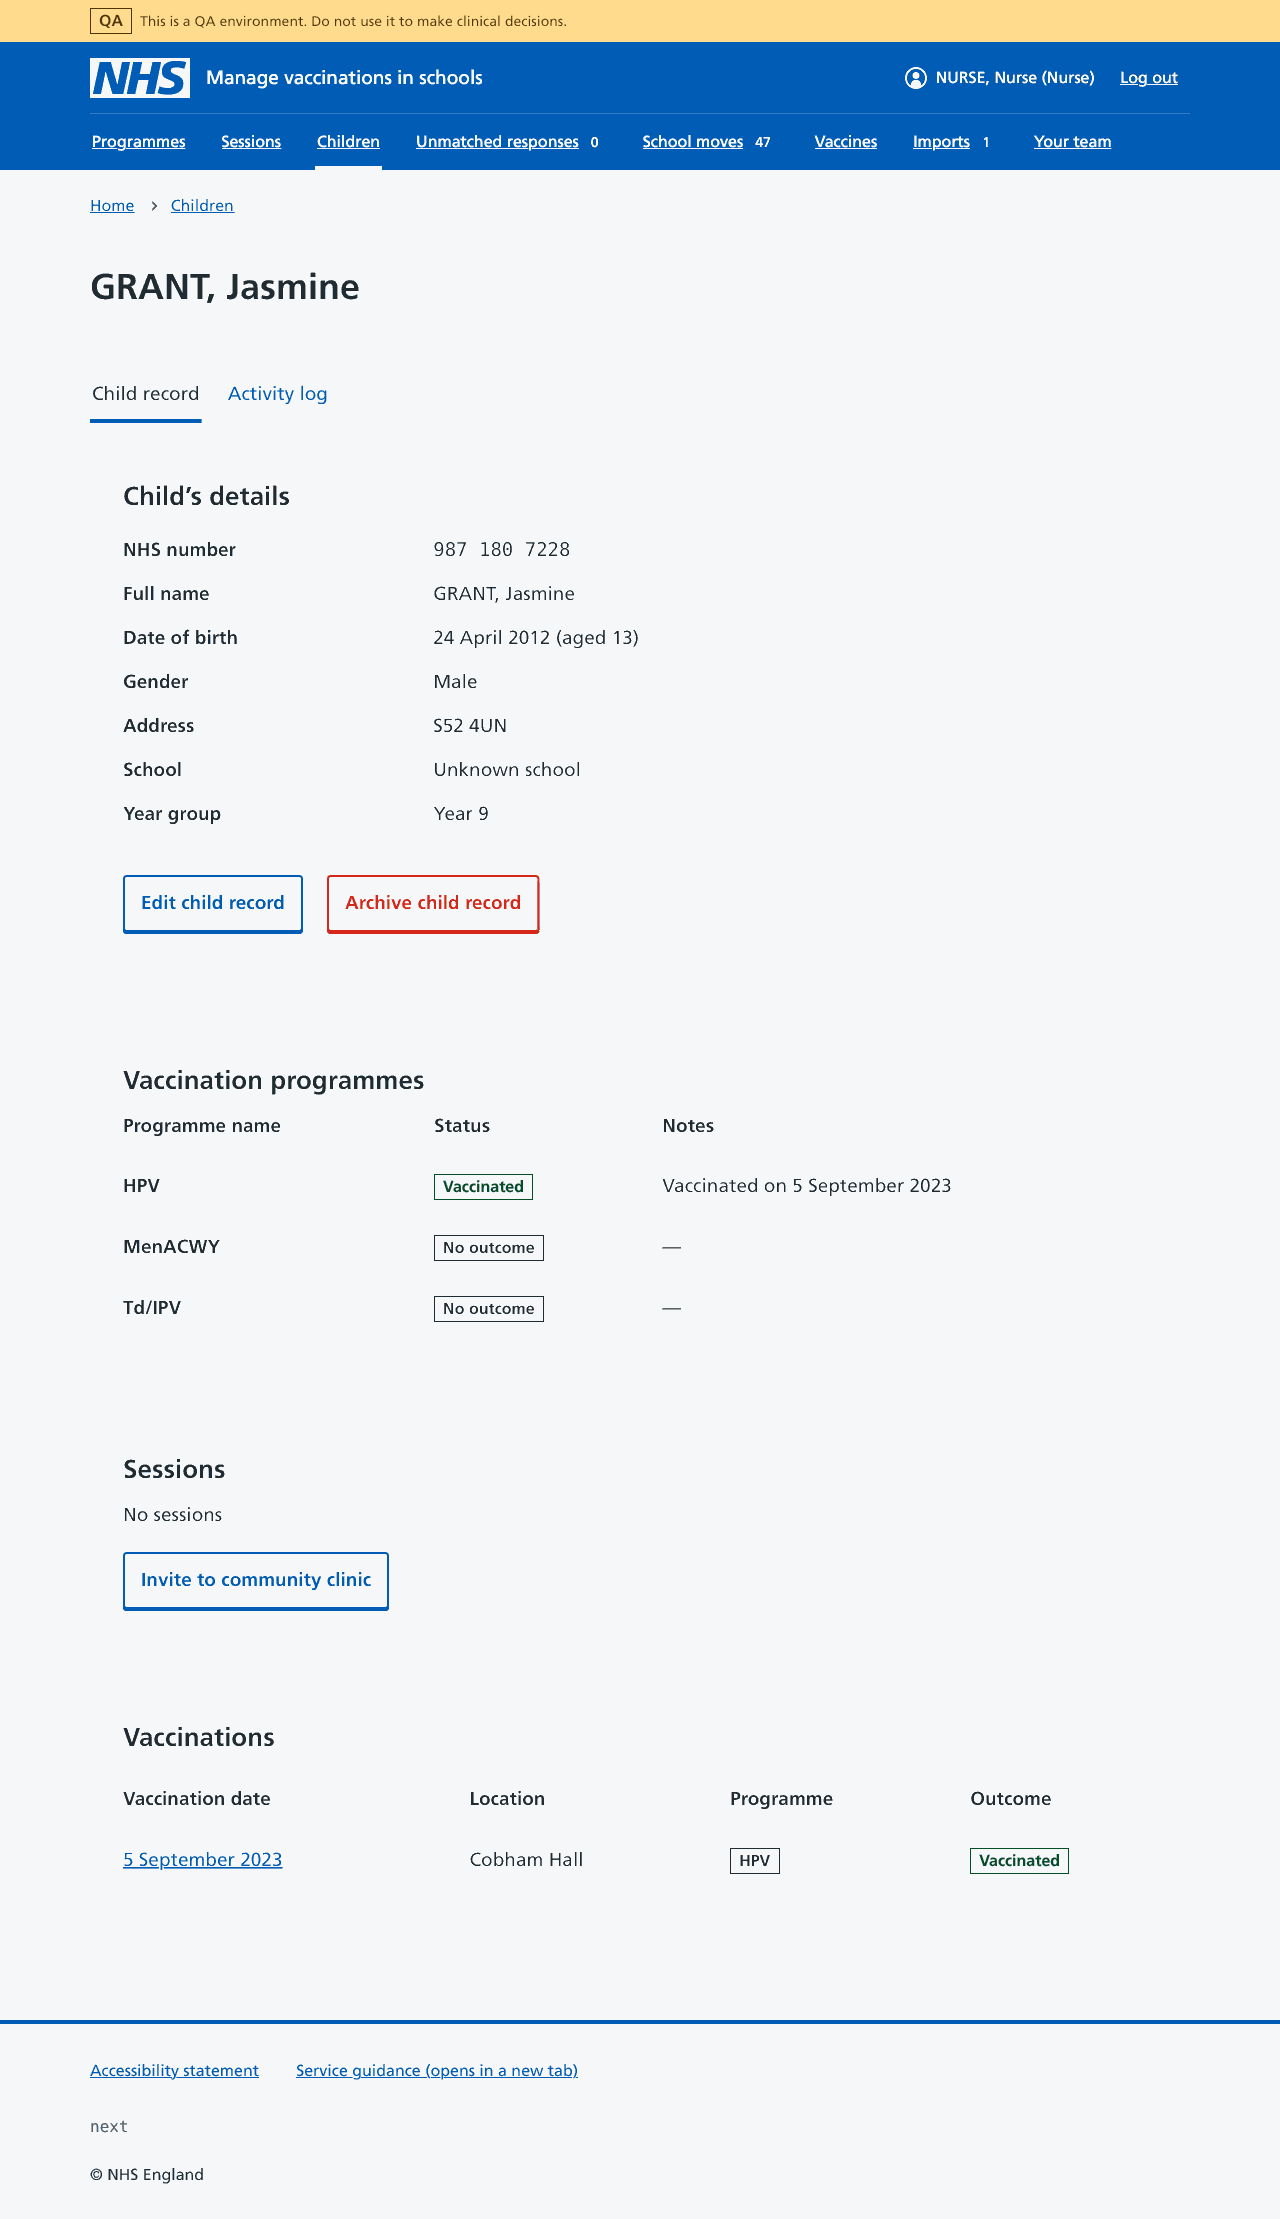 QA This is a QA environment. Do not use it to make clinical decisions.
NHS Manage vaccinations in schools NURSE, Nurse (Nurse) Log out
Programmes Sessions Children Unmatched responses 0 School moves 47 Vaccines Imports 1 Your team
Home › Children
GRANT, Jasmine
Child record Activity log
Child’s details
NHS number 987 180 7228
Full name GRANT, Jasmine
Date of birth 24 April 2012 (aged 13)
Gender Male
Address S52 4UN
School Unknown school
Year group Year 9
Edit child record Archive child record
Vaccination programmes
Programme name Status Notes
HPV Vaccinated Vaccinated on 5 September 2023
MenACWY No outcome —
Td/IPV No outcome —
Sessions
No sessions
Invite to community clinic
Vaccinations
Vaccination date Location Programme Outcome
5 September 2023 Cobham Hall HPV Vaccinated
Accessibility statement Service guidance (opens in a new tab)
next
© NHS England